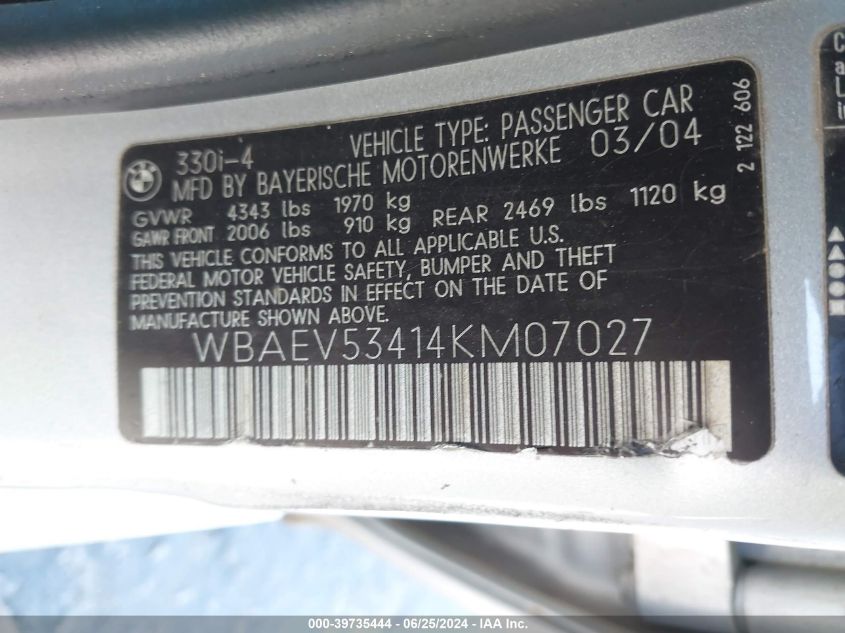 330i-4 VEHICLE TYPE: PASSENGER CAR
MFD BY BAYERISCHE MOTORENWERKE 03/04
GVWR 4343 lbs 1970 kg
GAWR FRONT 2006 lbs 910 kg REAR 2469 lbs 1120 kg
THIS VEHICLE CONFORMS TO ALL APPLICABLE U.S.
FEDERAL MOTOR VEHICLE SAFETY, BUMPER AND THEFT
PREVENTION STANDARDS IN EFFECT ON THE DATE OF
MANUFACTURE SHOWN ABOVE.
WBAEV53414KM07027
2 122 606
000-39735444 - 06/25/2024 - IMPACT AUTO AUCTIONS, INC.